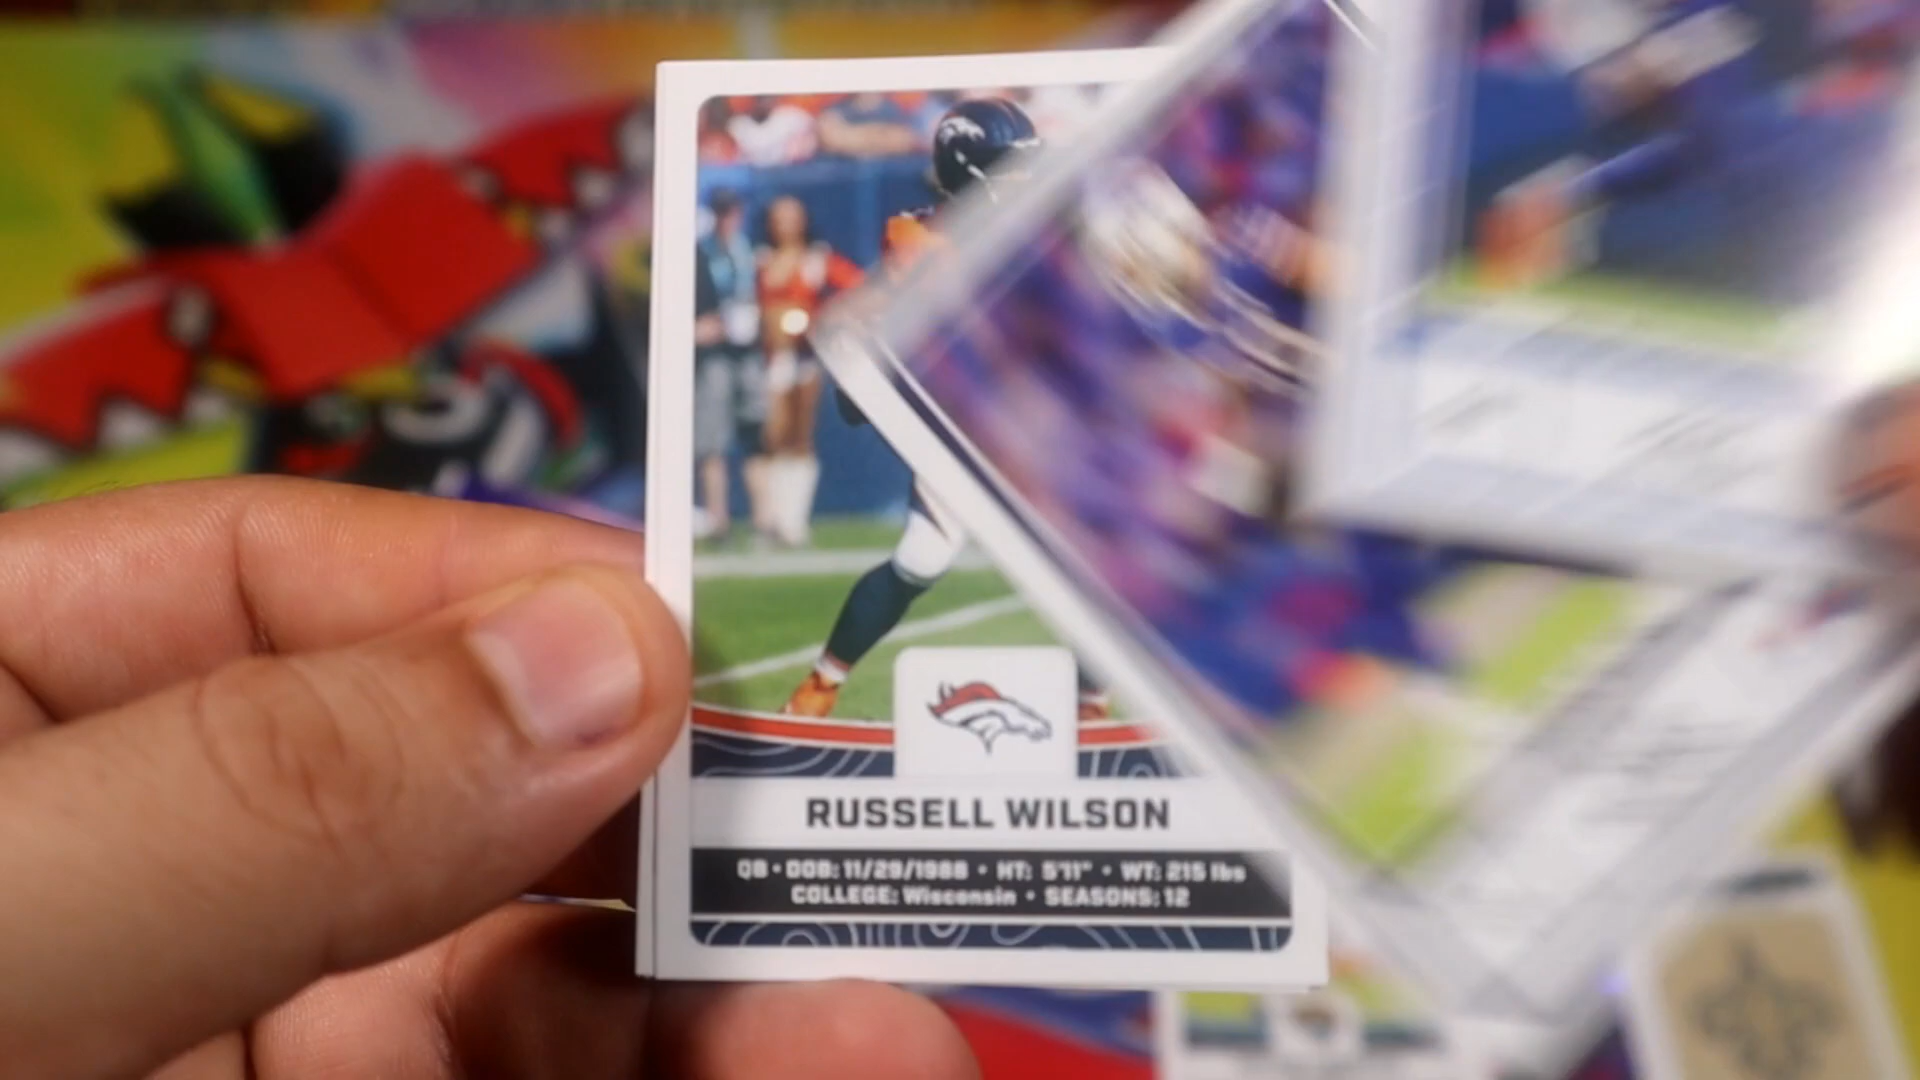 RUSSELL WILSON
QB • DOB: 11/29/1988 • HT: 5'11" • WT: 215 lbs
COLLEGE: Wisconsin • SEASONS: 12